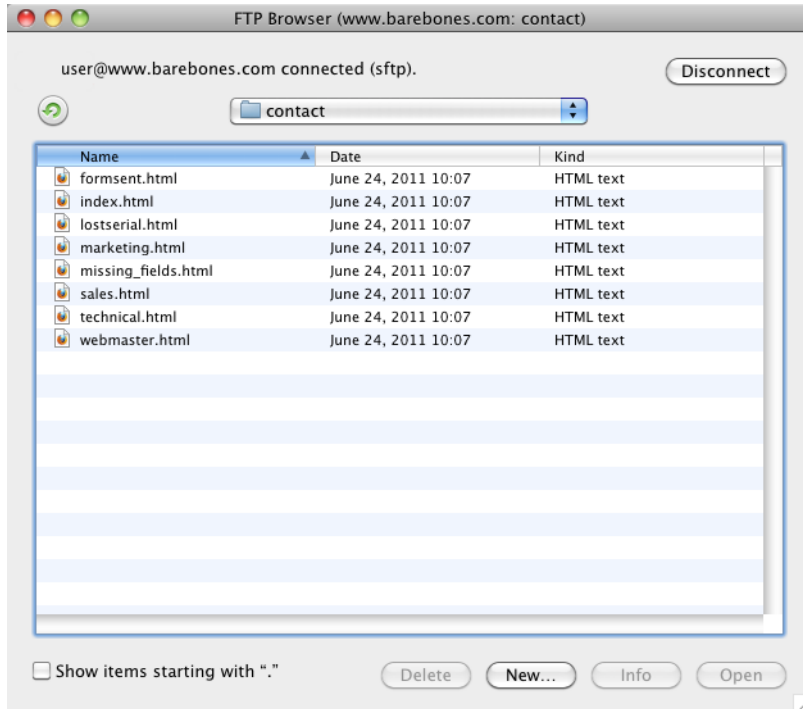 FTP Browser (www.barebones.com: contact)
user@www.barebones.com connected (sftp).
Disconnect
contact
Name Date Kind
formsent.html June 24, 2011 10:07 HTML text
index.html June 24, 2011 10:07 HTML text
lostserial.html June 24, 2011 10:07 HTML text
marketing.html June 24, 2011 10:07 HTML text
missing_fields.html June 24, 2011 10:07 HTML text
sales.html June 24, 2011 10:07 HTML text
technical.html June 24, 2011 10:07 HTML text
webmaster.html June 24, 2011 10:07 HTML text
Show items starting with “.” Delete New... Info Open